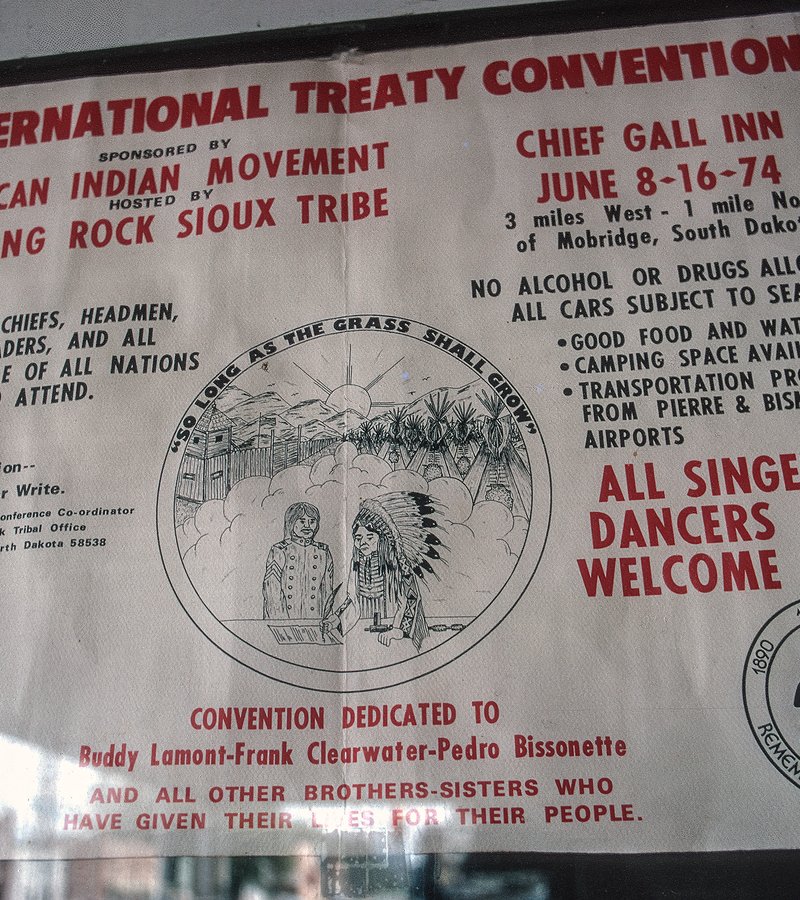 ERNATIONAL TREATY CONVENTION
SPONSORED BY
CAN INDIAN MOVEMENT
HOSTED BY
NG ROCK SIOUX TRIBE
CHIEF GALL INN
JUNE 8-16-74
3 miles West - 1 mile No
of Mobridge, South Dakot
NO ALCOHOL OR DRUGS ALLO
ALL CARS SUBJECT TO SEA
•GOOD FOOD AND WAT
•CAMPING SPACE AVAI
•TRANSPORTATION PRO
FROM PIERRE & BISM
AIRPORTS
ALL SINGE
DANCERS
WELCOME
CHIEFS, HEADMEN,
ADERS, AND ALL
E OF ALL NATIONS
ATTEND.
ion--
r Write.
onference Co-ordinator
k Tribal Office
rth Dakota 58538
"SO LONG AS THE GRASS SHALL GROW"
1890
REMEM
CONVENTION DEDICATED TO
Buddy Lamont-Frank Clearwater-Pedro Bissonette
AND ALL OTHER BROTHERS-SISTERS WHO
HAVE GIVEN THEIR LIVES FOR THEIR PEOPLE.